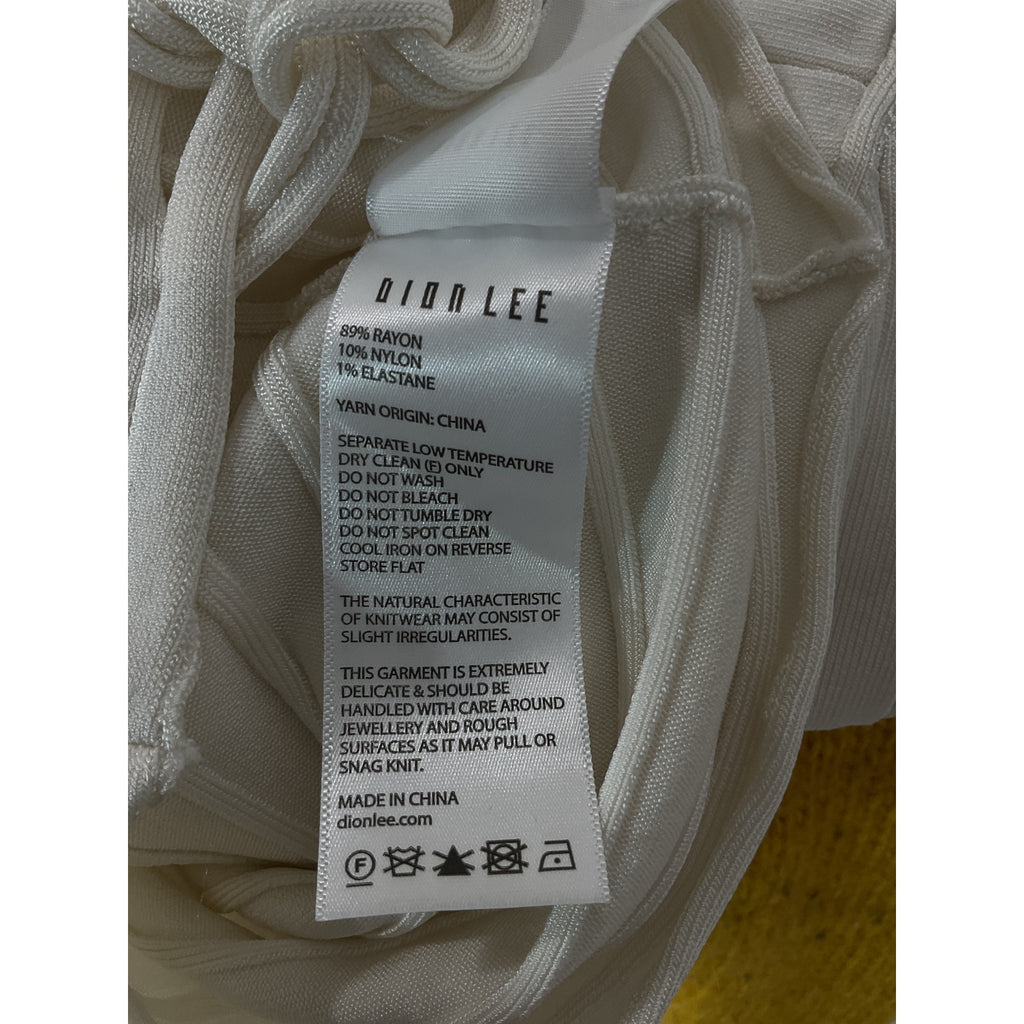 DION LEE
89% RAYON
10% NYLON
1% ELASTANE
YARN ORIGIN: CHINA
SEPARATE LOW TEMPERATURE
DRY CLEAN (F) ONLY
DO NOT WASH
DO NOT BLEACH
DO NOT TUMBLE DRY
DO NOT SPOT CLEAN
COOL IRON ON REVERSE
STORE FLAT
THE NATURAL CHARACTERISTIC
OF KNITWEAR MAY CONSIST OF
SLIGHT IRREGULARITIES.
THIS GARMENT IS EXTREMELY
DELICATE & SHOULD BE
HANDLED WITH CARE AROUND
JEWELLERY AND ROUGH
SURFACES AS IT MAY PULL OR
SNAG KNIT.
MADE IN CHINA
dionlee.com
F